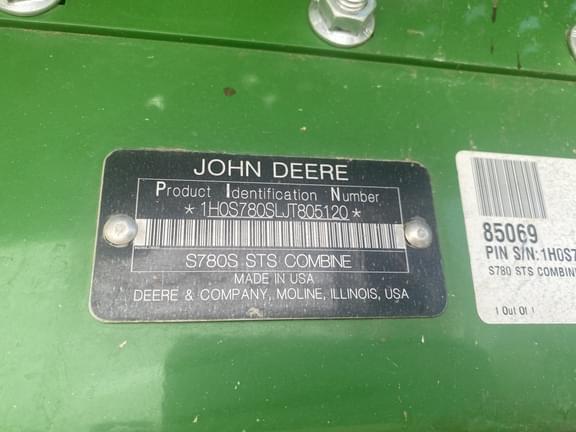 JOHN DEERE
Product Identification Number
*1H0S780SLJT805120*
S780S STS COMBINE
MADE IN USA
DEERE & COMPANY, MOLINE, ILLINOIS, USA
85069
PIN S/N:1H0S7
S780 STS COMBIN
1 Out Of 1